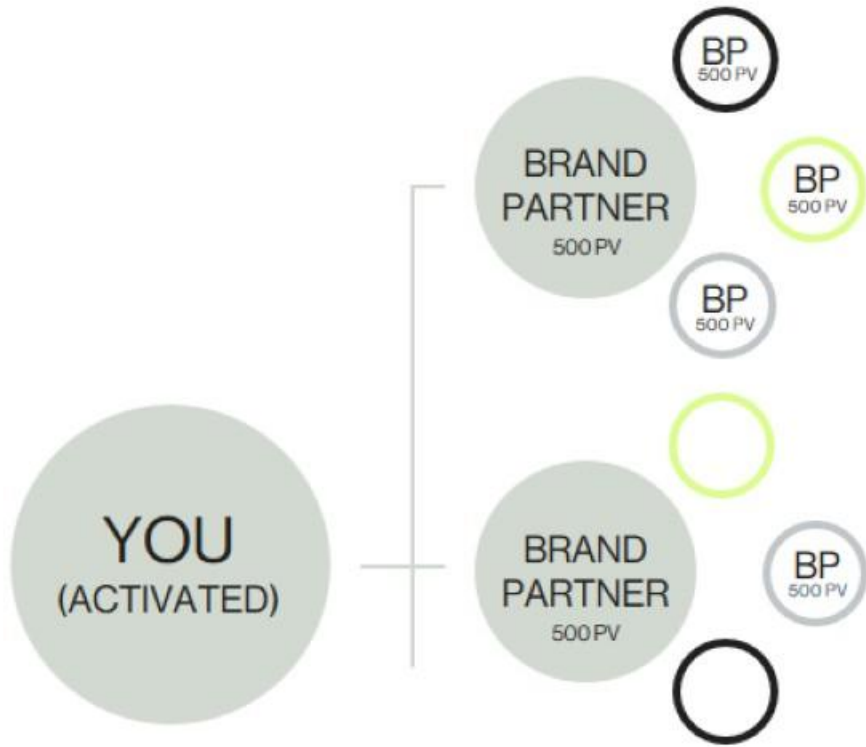 BP
500 PV
BRAND
PARTNER
500 PV
BP
500 PV
BP
500 PV
YOU
(ACTIVATED)
BRAND
PARTNER
500 PV
BP
500 PV